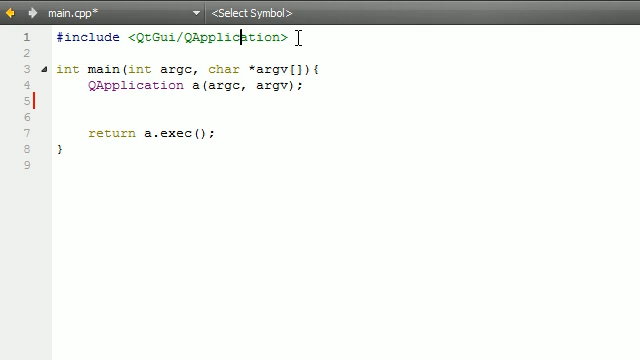 main.cpp* <Select Symbol>
1 #include <QtGui/QApplication>
2
3 int main(int argc, char *argv[]){
4 QApplication a(argc, argv);
5
6
7 return a.exec();
8 }
9